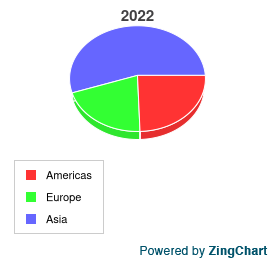 2022
Americas
Europe
Asia
Powered by ZingChart